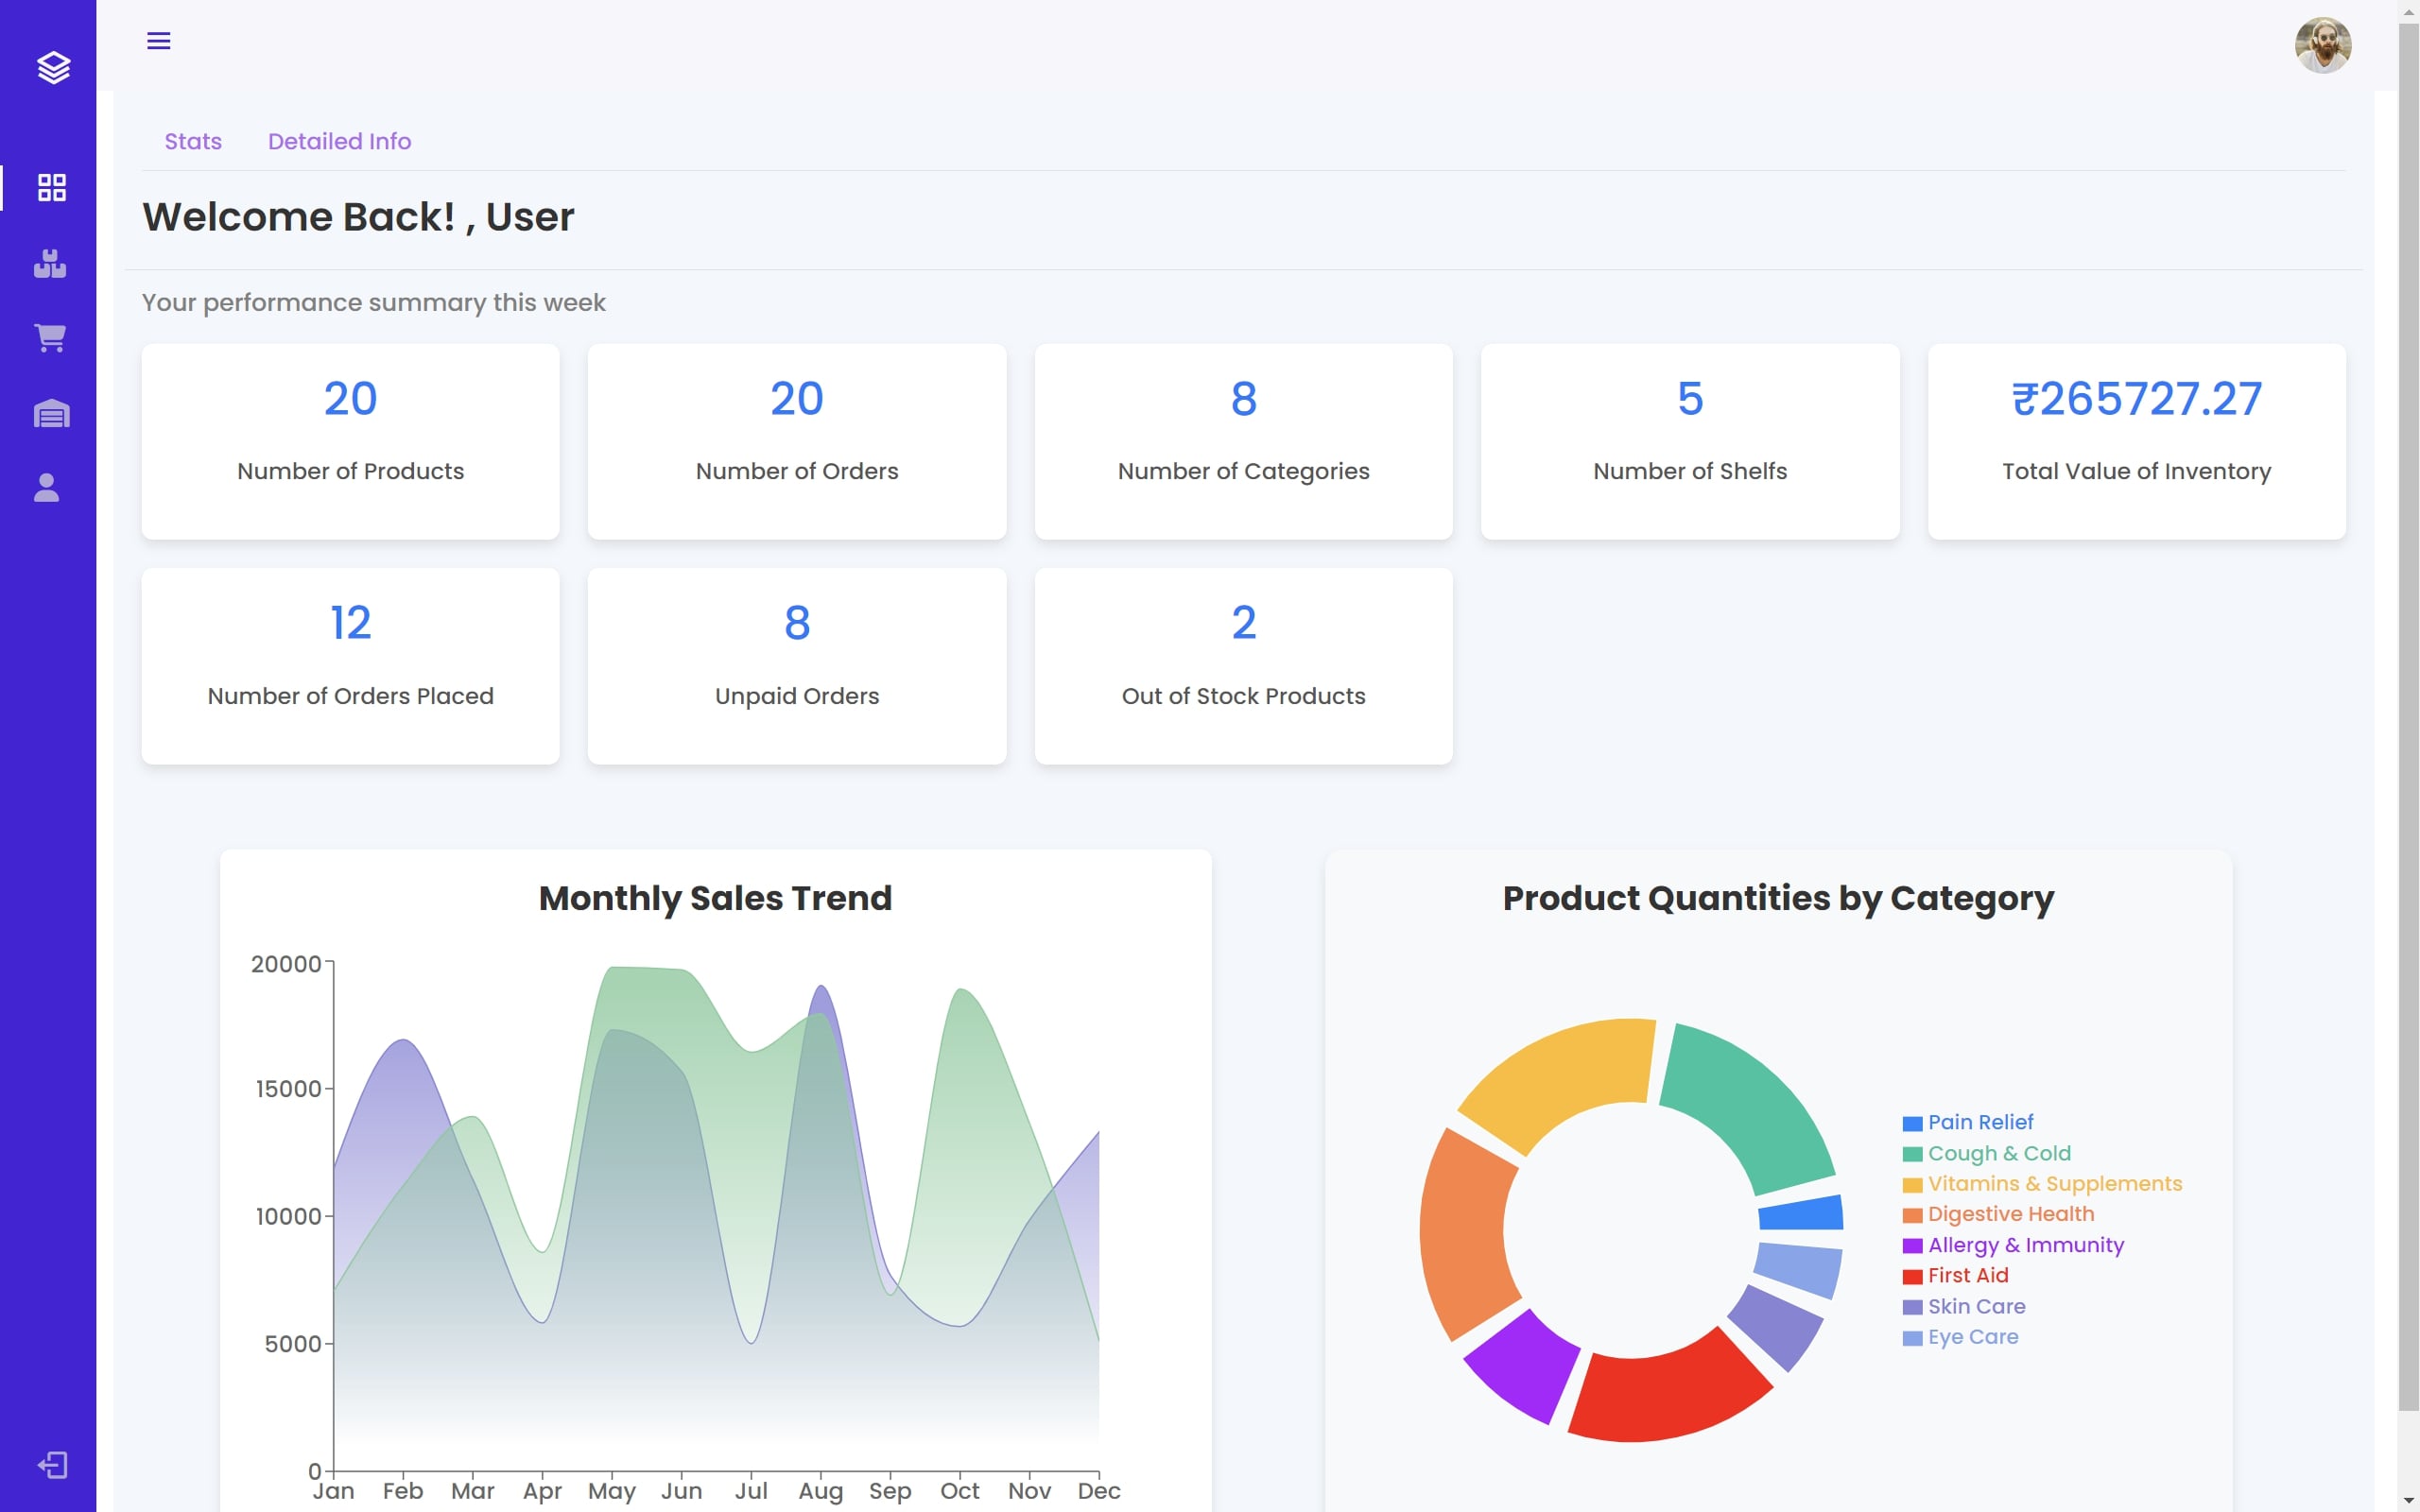 Stats Detailed Info
Welcome Back! , User
Your performance summary this week
20 20 8 5 ₹265727.27
Number of Products Number of Orders Number of Categories Number of Shelfs Total Value of Inventory
12 8 2
Number of Orders Placed Unpaid Orders Out of Stock Products
Monthly Sales Trend
20000
15000
10000
5000
0
Jan Feb Mar Apr May Jun Jul Aug Sep Oct Nov Dec
Product Quantities by Category
Pain Relief
Cough & Cold
Vitamins & Supplements
Digestive Health
Allergy & Immunity
First Aid
Skin Care
Eye Care